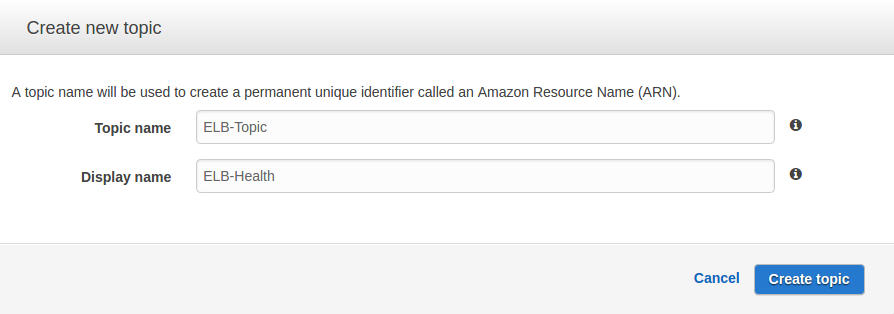 Create new topic
A topic name will be used to create a permanent unique identifier called an Amazon Resource Name (ARN).
Topic name ELB-Topic
Display name ELB-Health
Cancel Create topic